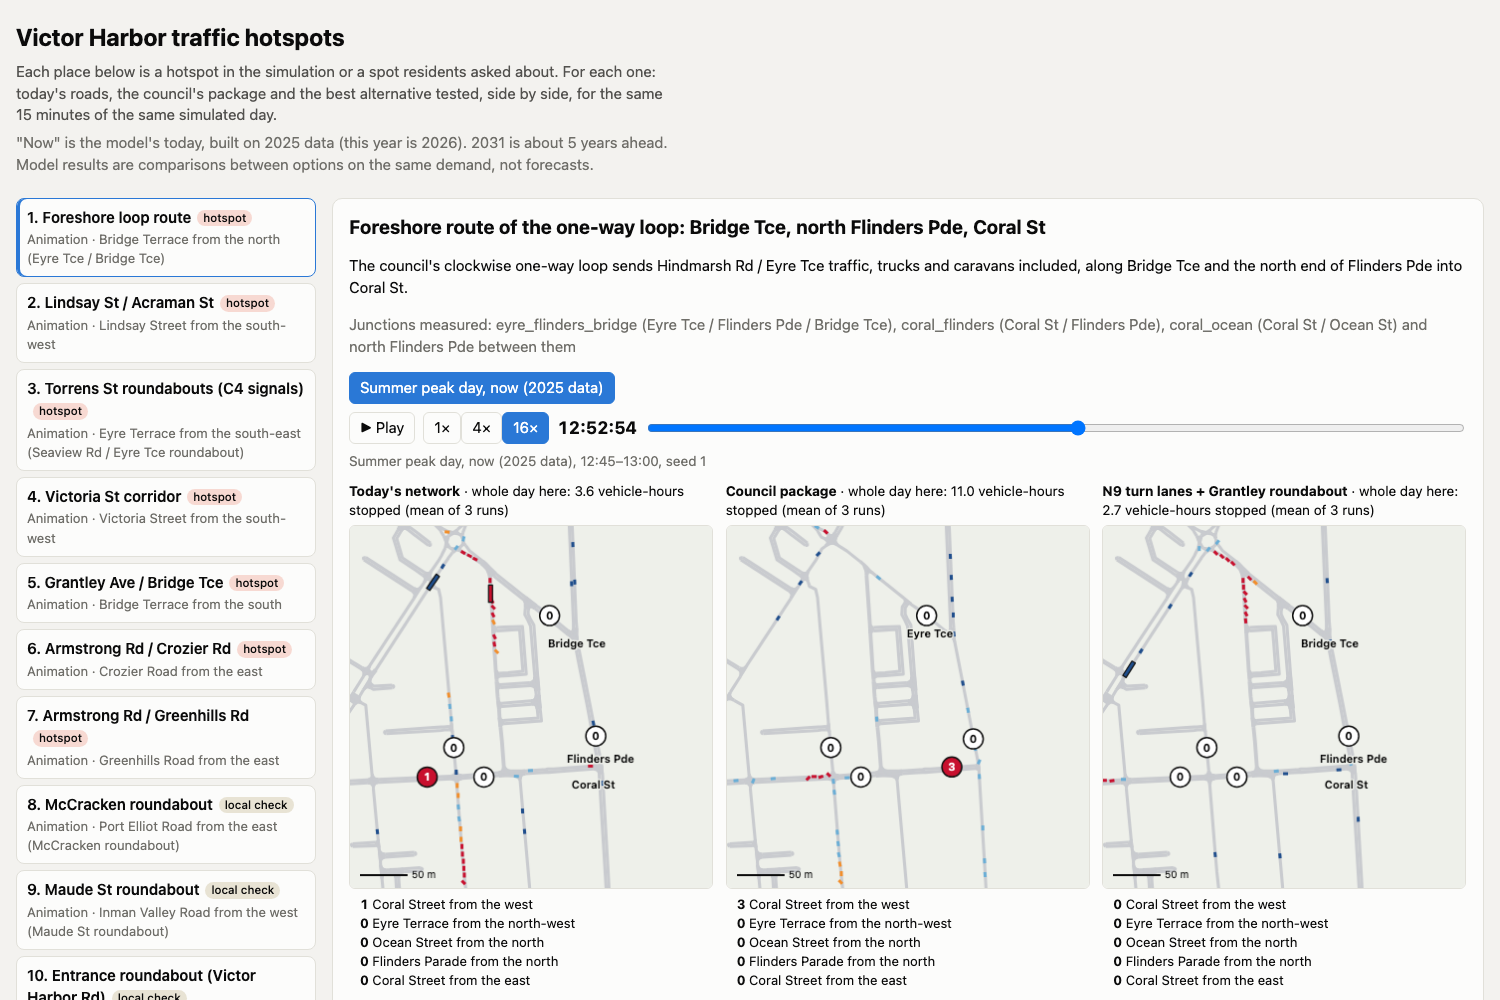 Victor Harbor traffic hotspots
Each place below is a hotspot in the simulation or a spot residents asked about. For each one:
today's roads, the council's package and the best alternative tested, side by side, for the same
15 minutes of the same simulated day.
"Now" is the model's today, built on 2025 data (this year is 2026). 2031 is about 5 years ahead.
Model results are comparisons between options on the same demand, not forecasts.
1. Foreshore loop route hotspot
Animation · Bridge Terrace from the north
(Eyre Tce / Bridge Tce)
2. Lindsay St / Acraman St hotspot
Animation · Lindsay Street from the south-
west
3. Torrens St roundabouts (C4 signals)
hotspot
Animation · Eyre Terrace from the south-east
(Seaview Rd / Eyre Tce roundabout)
4. Victoria St corridor hotspot
Animation · Victoria Street from the south-
west
5. Grantley Ave / Bridge Tce hotspot
Animation · Bridge Terrace from the south
6. Armstrong Rd / Crozier Rd hotspot
Animation · Crozier Road from the east
7. Armstrong Rd / Greenhills Rd
hotspot
Animation · Greenhills Road from the east
8. McCracken roundabout local check
Animation · Port Elliot Road from the east
(McCracken roundabout)
9. Maude St roundabout local check
Animation · Inman Valley Road from the west
(Maude St roundabout)
10. Entrance roundabout (Victor
Harbor Rd) local check
Foreshore route of the one-way loop: Bridge Tce, north Flinders Pde, Coral St
The council's clockwise one-way loop sends Hindmarsh Rd / Eyre Tce traffic, trucks and caravans included, along Bridge Tce and the north end of Flinders Pde into
Coral St.
Junctions measured: eyre_flinders_bridge (Eyre Tce / Flinders Pde / Bridge Tce), coral_flinders (Coral St / Flinders Pde), coral_ocean (Coral St / Ocean St) and
north Flinders Pde between them
Summer peak day, now (2025 data)
▶ Play 1× 4× 16× 12:52:54
Summer peak day, now (2025 data), 12:45–13:00, seed 1
Today's network · whole day here: 3.6 vehicle-hours
stopped (mean of 3 runs)
0
Bridge Tce
0
0
Flinders Pde
1
0
Coral St
50 m
1 Coral Street from the west
0 Eyre Terrace from the north-west
0 Ocean Street from the north
0 Flinders Parade from the north
0 Coral Street from the east
Council package · whole day here: 11.0 vehicle-hours
stopped (mean of 3 runs)
0
Eyre Tce
0
0
3
0
50 m
3 Coral Street from the west
0 Eyre Terrace from the north-west
0 Ocean Street from the north
0 Flinders Parade from the north
0 Coral Street from the east
N9 turn lanes + Grantley roundabout · whole day here:
2.7 vehicle-hours stopped (mean of 3 runs)
0
Bridge Tce
0
0
Flinders Pde
0
0
Coral St
50 m
0 Coral Street from the west
0 Eyre Terrace from the north-west
0 Ocean Street from the north
0 Flinders Parade from the north
0 Coral Street from the east